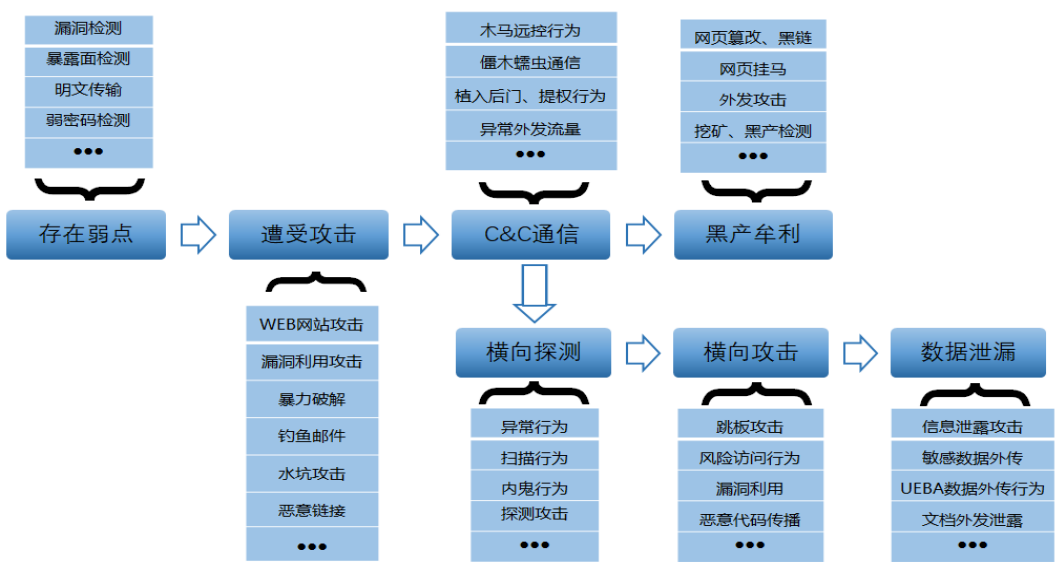 漏洞检测
暴露面检测
明文传输
弱密码检测
•••
木马远控行为
僵木蠕虫通信
植入后门、提权行为
异常外发流量
•••
网页篡改、黑链
网页挂马
外发攻击
挖矿、黑产检测
•••
存在弱点
遭受攻击
C&C通信
黑产牟利
WEB网站攻击
漏洞利用攻击
暴力破解
钓鱼邮件
水坑攻击
恶意链接
•••
横向探测
横向攻击
数据泄漏
异常行为
扫描行为
内鬼行为
探测攻击
•••
跳板攻击
风险访问行为
漏洞利用
恶意代码传播
•••
信息泄露攻击
敏感数据外传
UEBA数据外传行为
文档外发泄露
•••